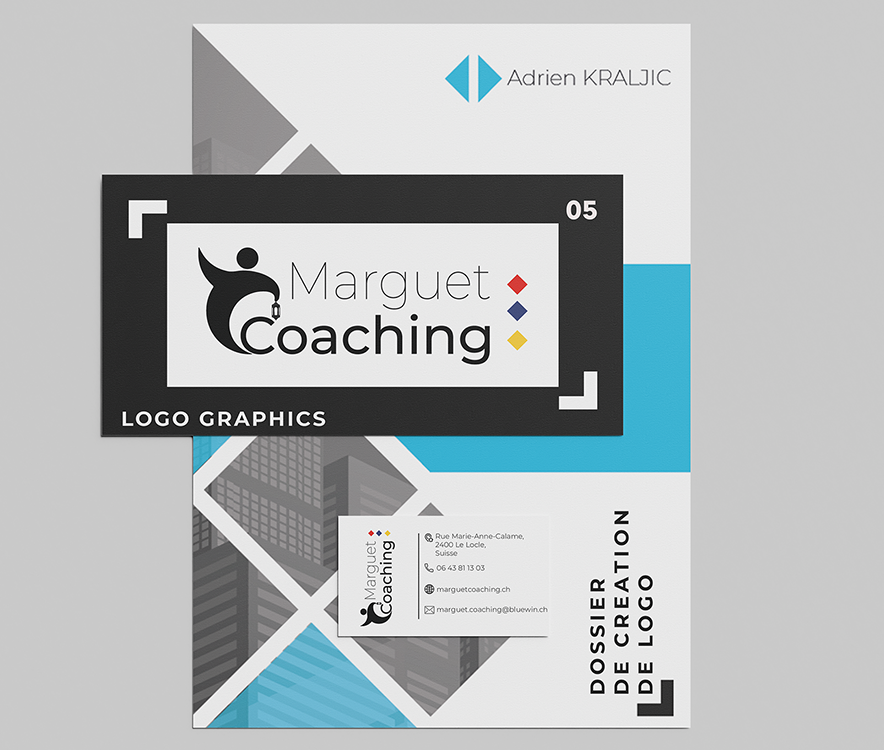 Adrien KRALJIC
05
Marguet
Coaching
LOGO GRAPHICS
Marguet
Coaching
Rue Marie-Anne-Calame,
2400 Le Locle,
Suisse
06 43 81 13 03
marguetcoaching.ch
marguet.coaching@bluewin.ch
DOSSIER
DE CREATION
DE LOGO